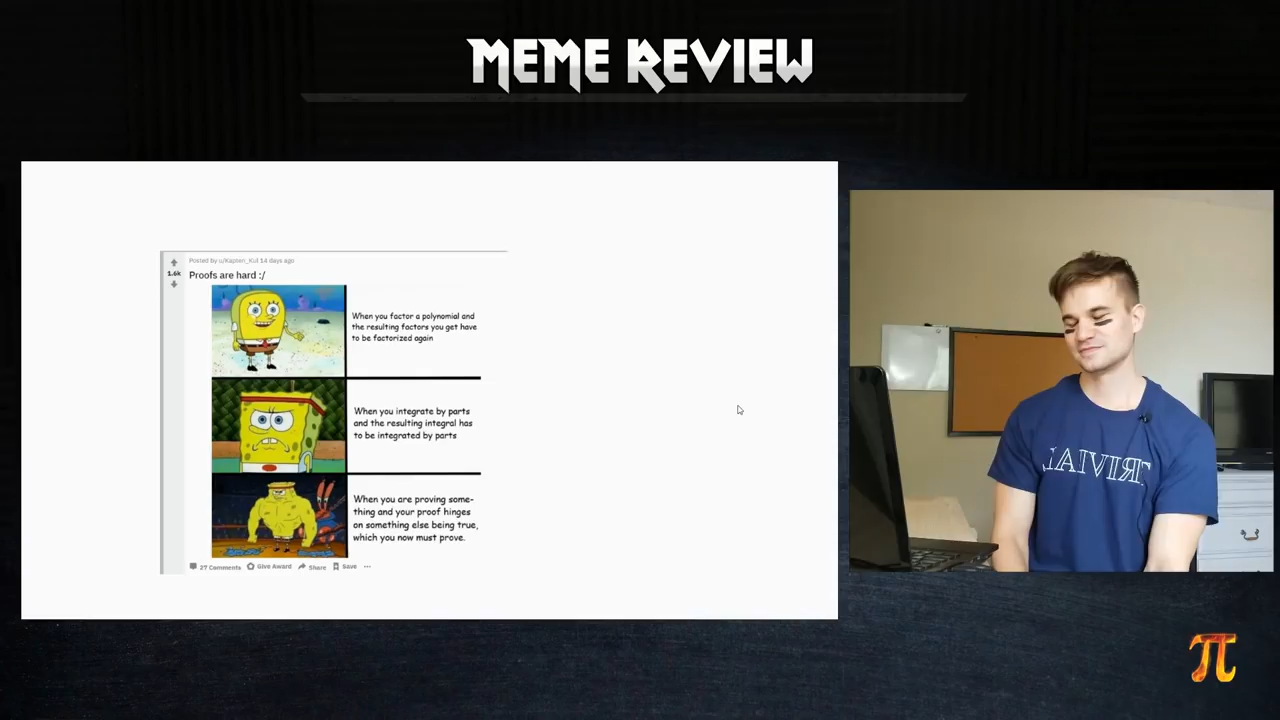 MEME REVIEW
Posted by u/Kapten_Kut 14 days ago
1.6k
Proofs are hard :/
When you factor a polynomial and
the resulting factors you get have
to be factorized again
When you integrate by parts
and the resulting integral has
to be integrated by parts
When you are proving some-
thing and your proof hinges
on something else being true,
which you now must prove.
27 Comments Give Award Share Save ...
TRIVIAL
π